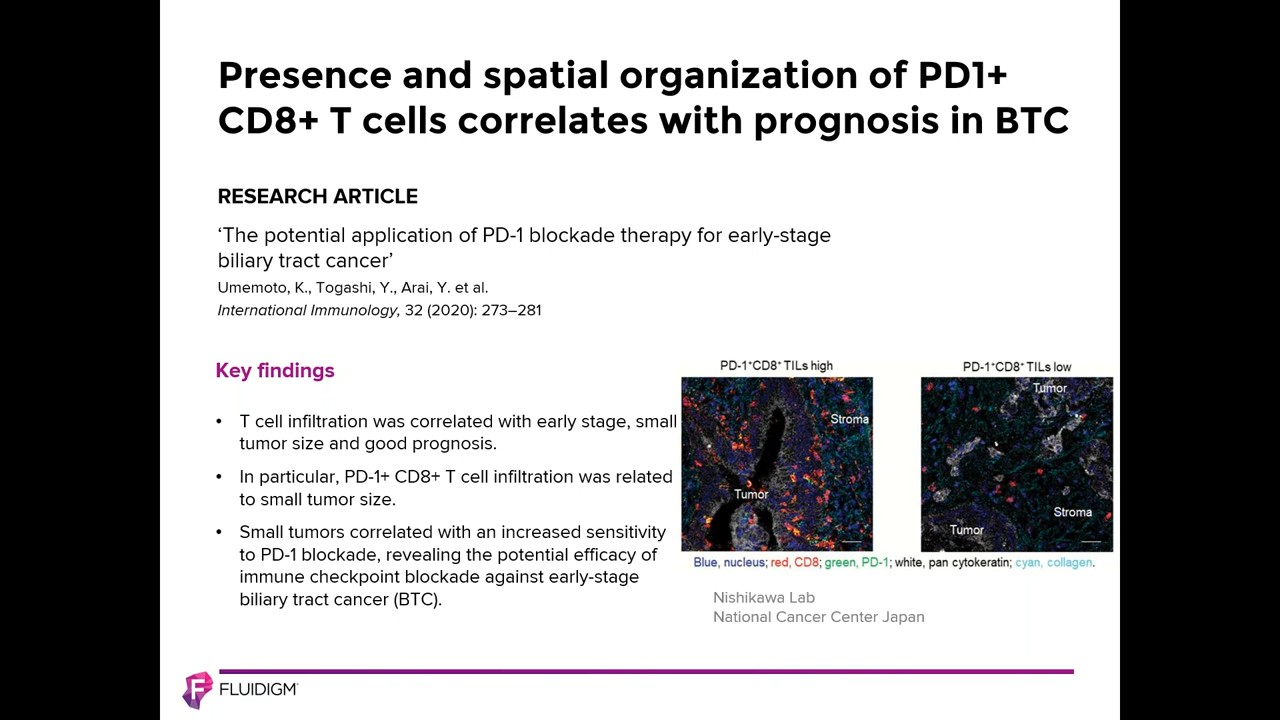 Presence and spatial organization of PD1+
CD8+ T cells correlates with prognosis in BTC
RESEARCH ARTICLE
‘The potential application of PD-1 blockade therapy for early-stage
biliary tract cancer’
Umemoto, K., Togashi, Y., Arai, Y. et al.
International Immunology, 32 (2020): 273–281
Key findings
• T cell infiltration was correlated with early stage, small
tumor size and good prognosis.
• In particular, PD-1+ CD8+ T cell infiltration was related
to small tumor size.
• Small tumors correlated with an increased sensitivity
to PD-1 blockade, revealing the potential efficacy of
immune checkpoint blockade against early-stage
biliary tract cancer (BTC).
PD-1⁺CD8⁺ TILs high
Stroma
Tumor
PD-1⁺CD8⁺ TILs low
Tumor
Stroma
Tumor
Blue, nucleus; red, CD8; green, PD-1; white, pan cytokeratin; cyan, collagen.
Nishikawa Lab
National Cancer Center Japan
F FLUIDIGM